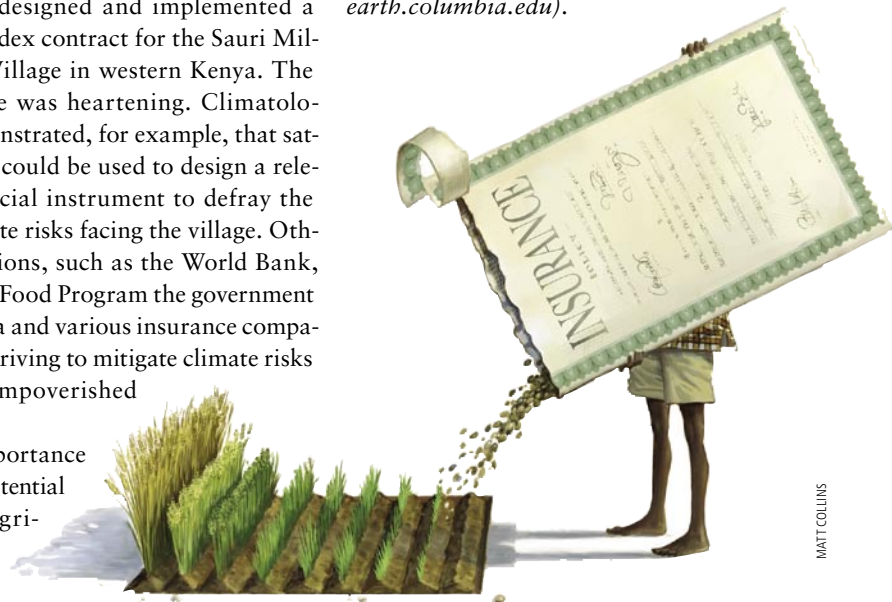 designed and implemented a
dex contract for the Sauri Mil-
Village in western Kenya. The
e was heartening. Climatolo-
nstrated, for example, that sat-
could be used to design a rele-
cial instrument to defray the
te risks facing the village. Oth-
ions, such as the World Bank,
Food Program the government
a and various insurance compa-
riving to mitigate climate risks
mpoverished
portance
tential
gri-
earth.columbia.edu).
INSURANCE
POLICY
MATT COLLINS